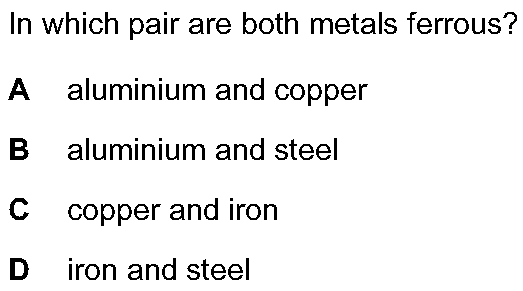 In which pair are both metals ferrous?
A aluminium and copper
B aluminium and steel
C copper and iron
D iron and steel